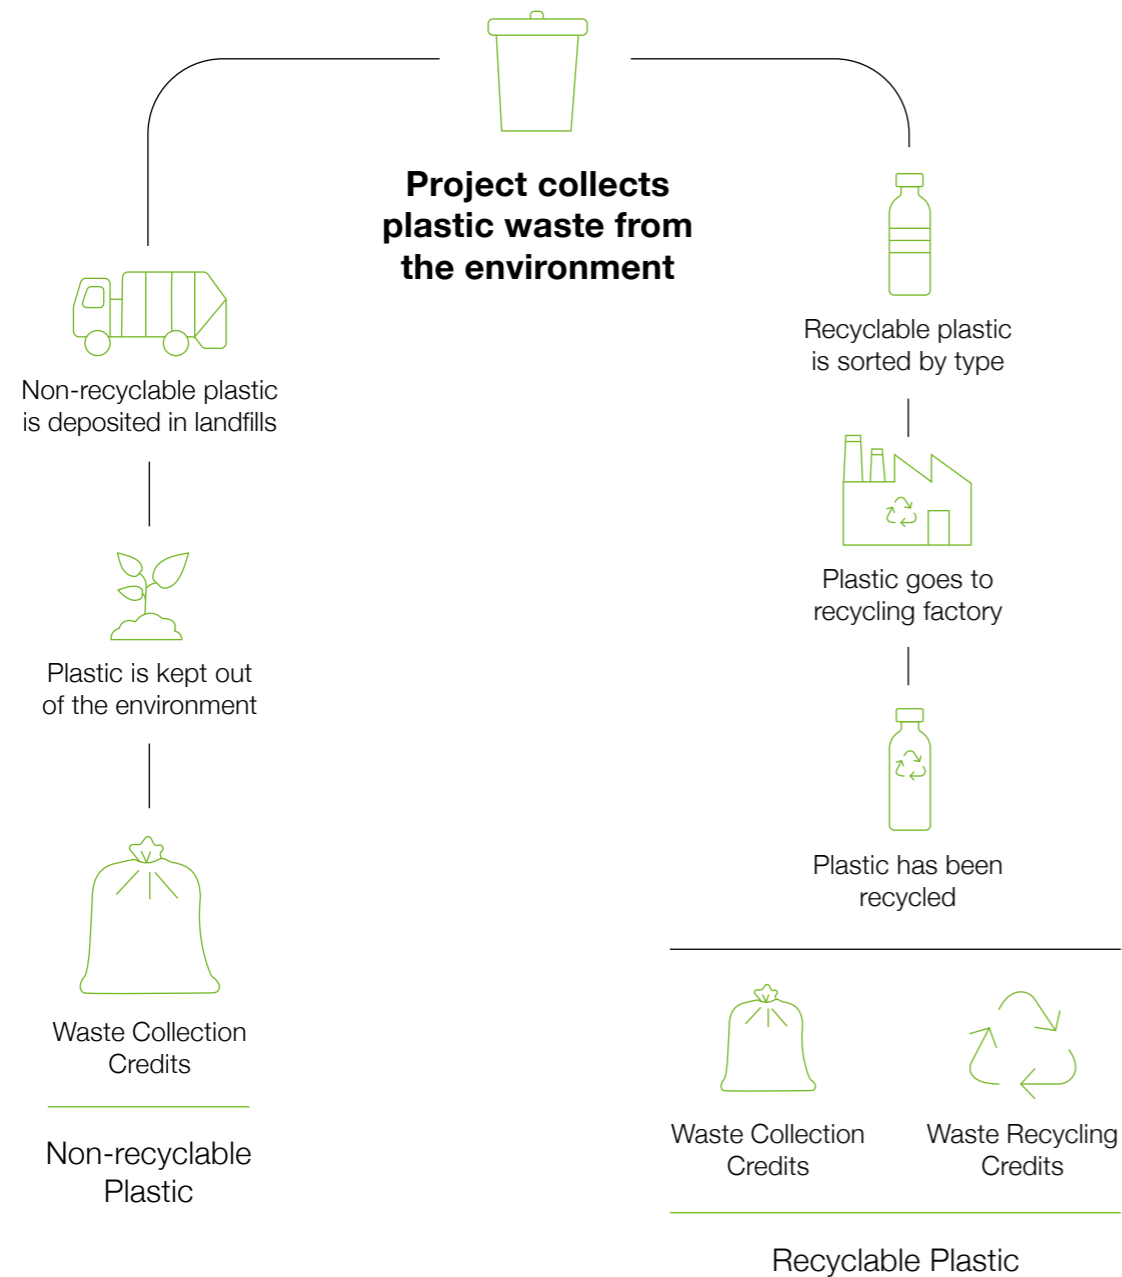 Project collects
plastic waste from
the environment
Non-recyclable plastic
is deposited in landfills
Plastic is kept out
of the environment
Waste Collection
Credits
Non-recyclable
Plastic
Recyclable plastic
is sorted by type
Plastic goes to
recycling factory
Plastic has been
recycled
Waste Collection
Credits
Waste Recycling
Credits
Recyclable Plastic